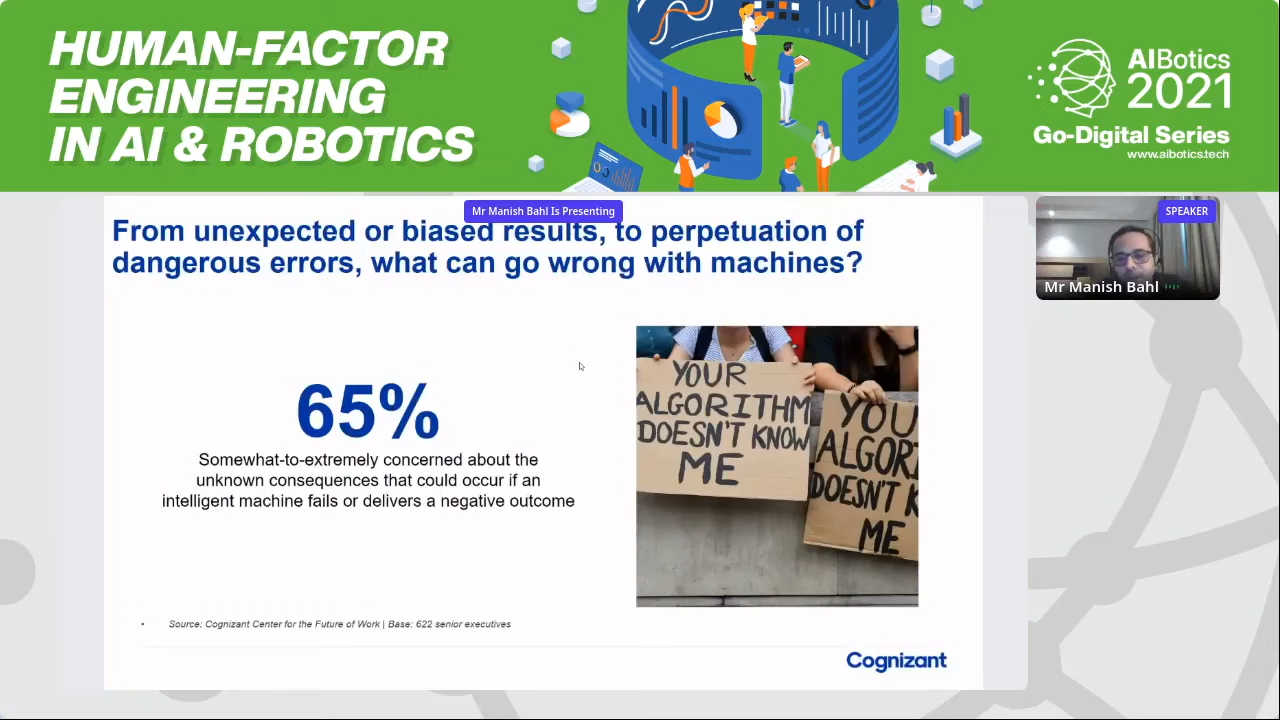 HUMAN-FACTOR
ENGINEERING
IN AI & ROBOTICS
AIBotics
2021
Go-Digital Series
www.aibotics.tech
Mr Manish Bahl Is Presenting
SPEAKER
Mr Manish Bahl
From unexpected or biased results, to perpetuation of
dangerous errors, what can go wrong with machines?
65%
Somewhat-to-extremely concerned about the
unknown consequences that could occur if an
intelligent machine fails or delivers a negative outcome
YOUR
ALGORITHM
DOESN'T KNOW
ME
YOU
ALGORI
DOESN'T K
ME
• Source: Cognizant Center for the Future of Work | Base: 622 senior executives
Cognizant